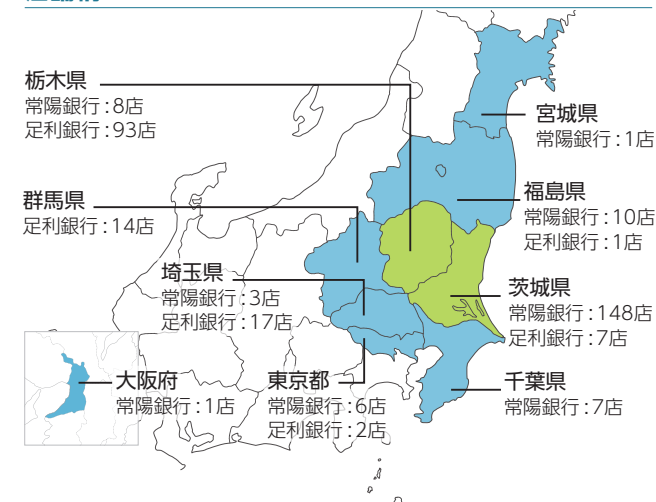 栃木県
常陽銀行:8店
足利銀行:93店
宮城県
常陽銀行:1店
群馬県
足利銀行:14店
福島県
常陽銀行:10店
足利銀行:1店
埼玉県
常陽銀行:3店
足利銀行:17店
茨城県
常陽銀行:148店
足利銀行:7店
大阪府
常陽銀行:1店
東京都
常陽銀行:6店
足利銀行:2店
千葉県
常陽銀行:7店